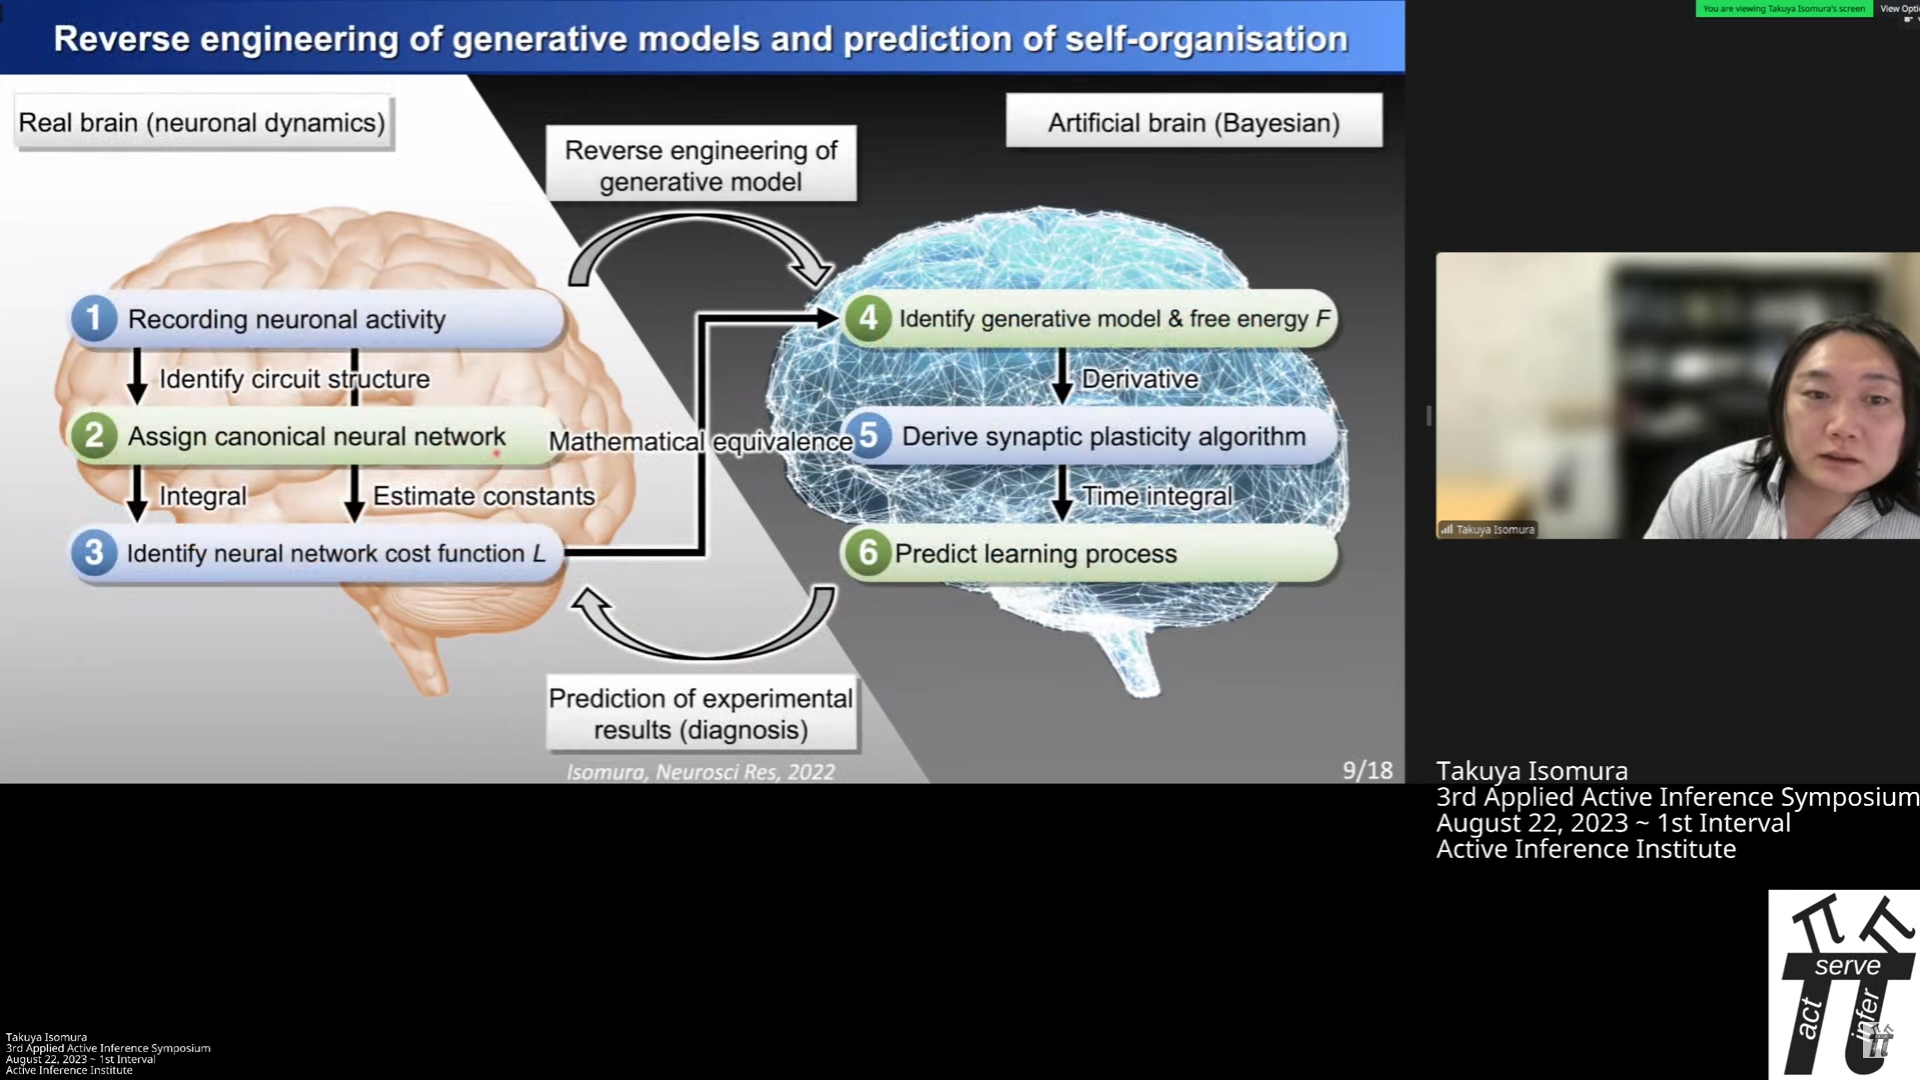 You are viewing Takuya Isomura's screen
View Opti
Reverse engineering of generative models and prediction of self-organisation
Real brain (neuronal dynamics)
Reverse engineering of
generative model
Artificial brain (Bayesian)
1 Recording neuronal activity
Identify circuit structure
2 Assign canonical neural network
Integral
Estimate constants
3 Identify neural network cost function L
Mathematical equivalence
4 Identify generative model & free energy F
Derivative
5 Derive synaptic plasticity algorithm
Time integral
6 Predict learning process
Prediction of experimental
results (diagnosis)
Isomura, Neurosci Res, 2022
9/18
Takuya Isomura
Takuya Isomura
3rd Applied Active Inference Symposium
August 22, 2023 ~ 1st Interval
Active Inference Institute
serve
act
infer
Takuya Isomura
3rd Applied Active Inference Symposium
August 22, 2023 ~ 1st Interval
Active Inference Institute